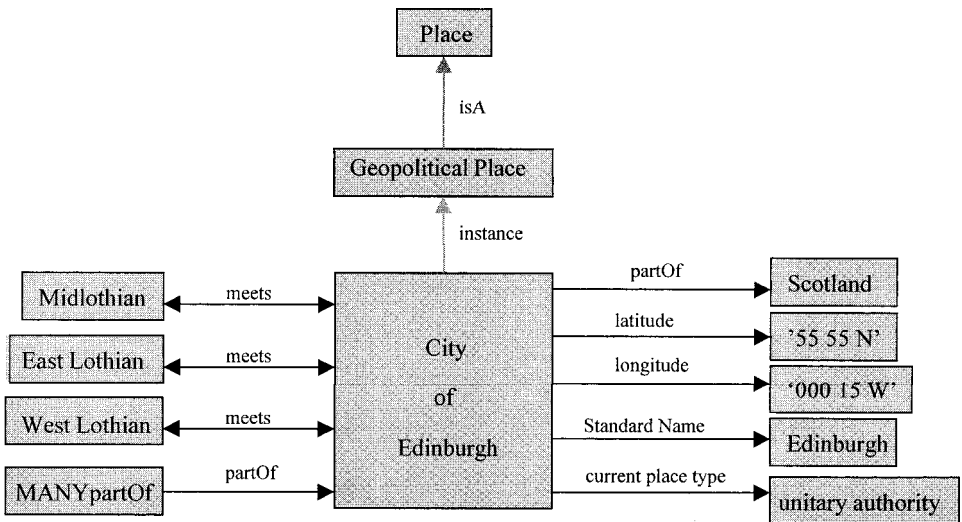 Place
isA
Geopolitical Place
instance
Midlothian
meets
East Lothian
meets
West Lothian
meets
MANYpartOf
partOf
City
of
Edinburgh
partOf
Scotland
latitude
'55 55 N'
longitude
'000 15 W'
Standard Name
Edinburgh
current place type
unitary authority